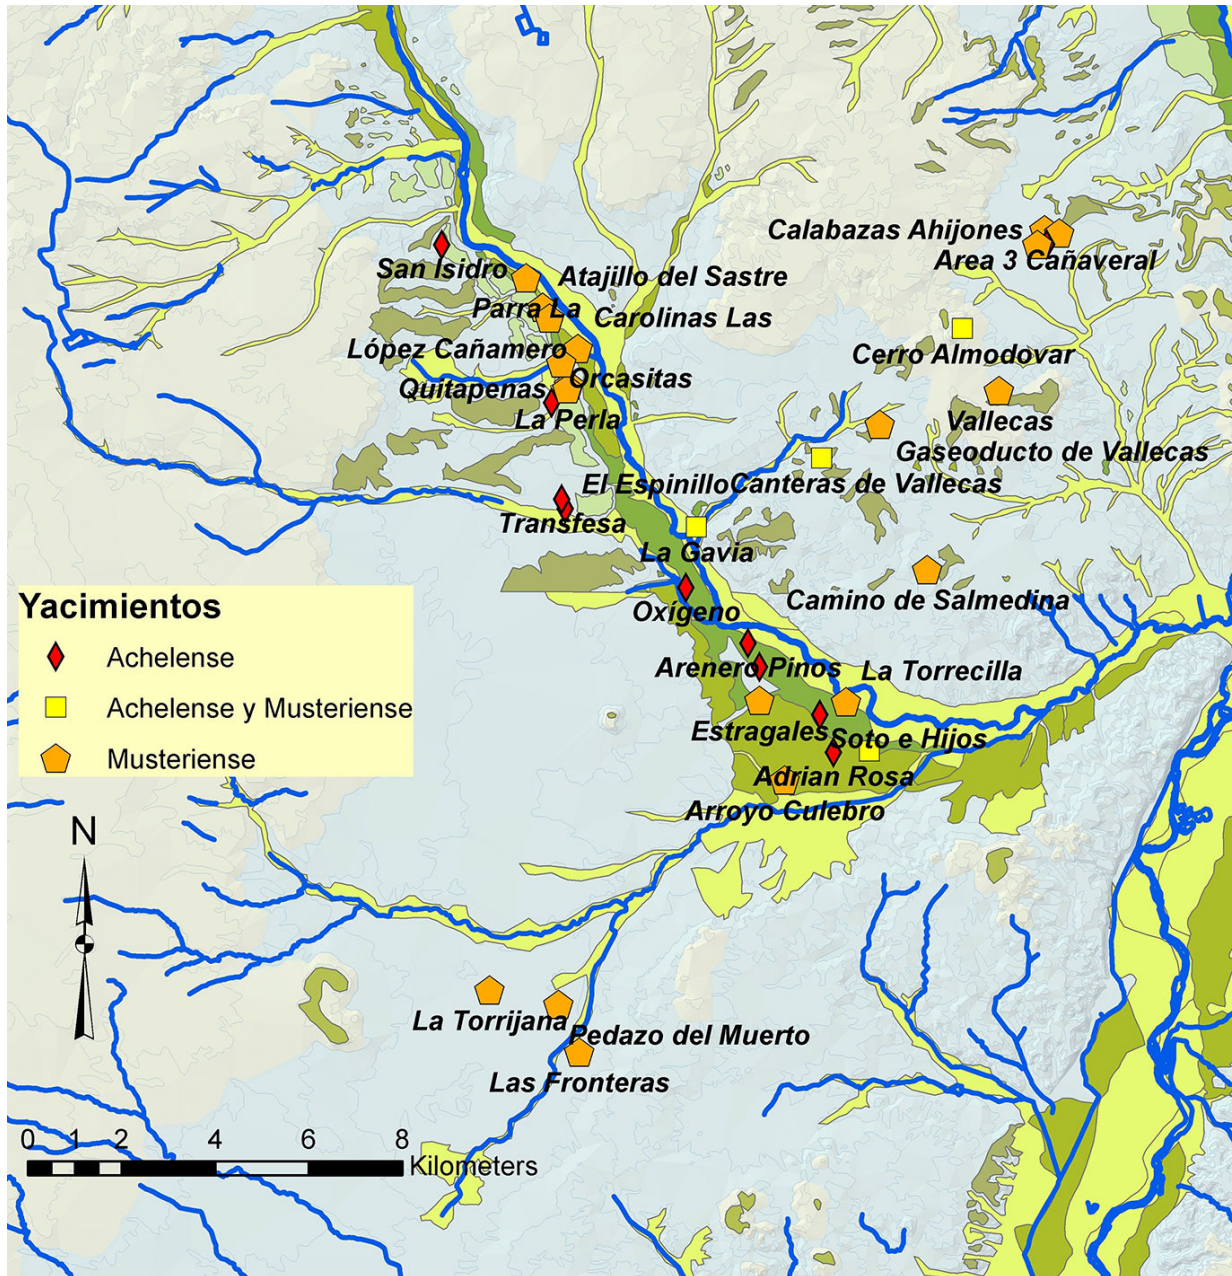 Calabazas Ahijones
Area 3 Cañaveral
San Isidro
Atajillo del Sastre
Parra La
Carolinas Las
López Cañamero
Cerro Almodovar
Orcasitas
Quitapenas
La Perla
Vallecas
Gaseoducto de Vallecas
El Espinillo
Canteras de Vallecas
Transfesa
La Gavia
Oxígeno
Camino de Salmedina
Yacimientos
Achelense
Achelense y Musteriense
Musteriense
Arenero Pinos
La Torrecilla
Estragales
Soto e Hijos
Adrian Rosa
Arroyo Culebro
N
La Torrijana
Pedazo del Muerto
Las Fronteras
0 1 2 4 6 8
Kilometers